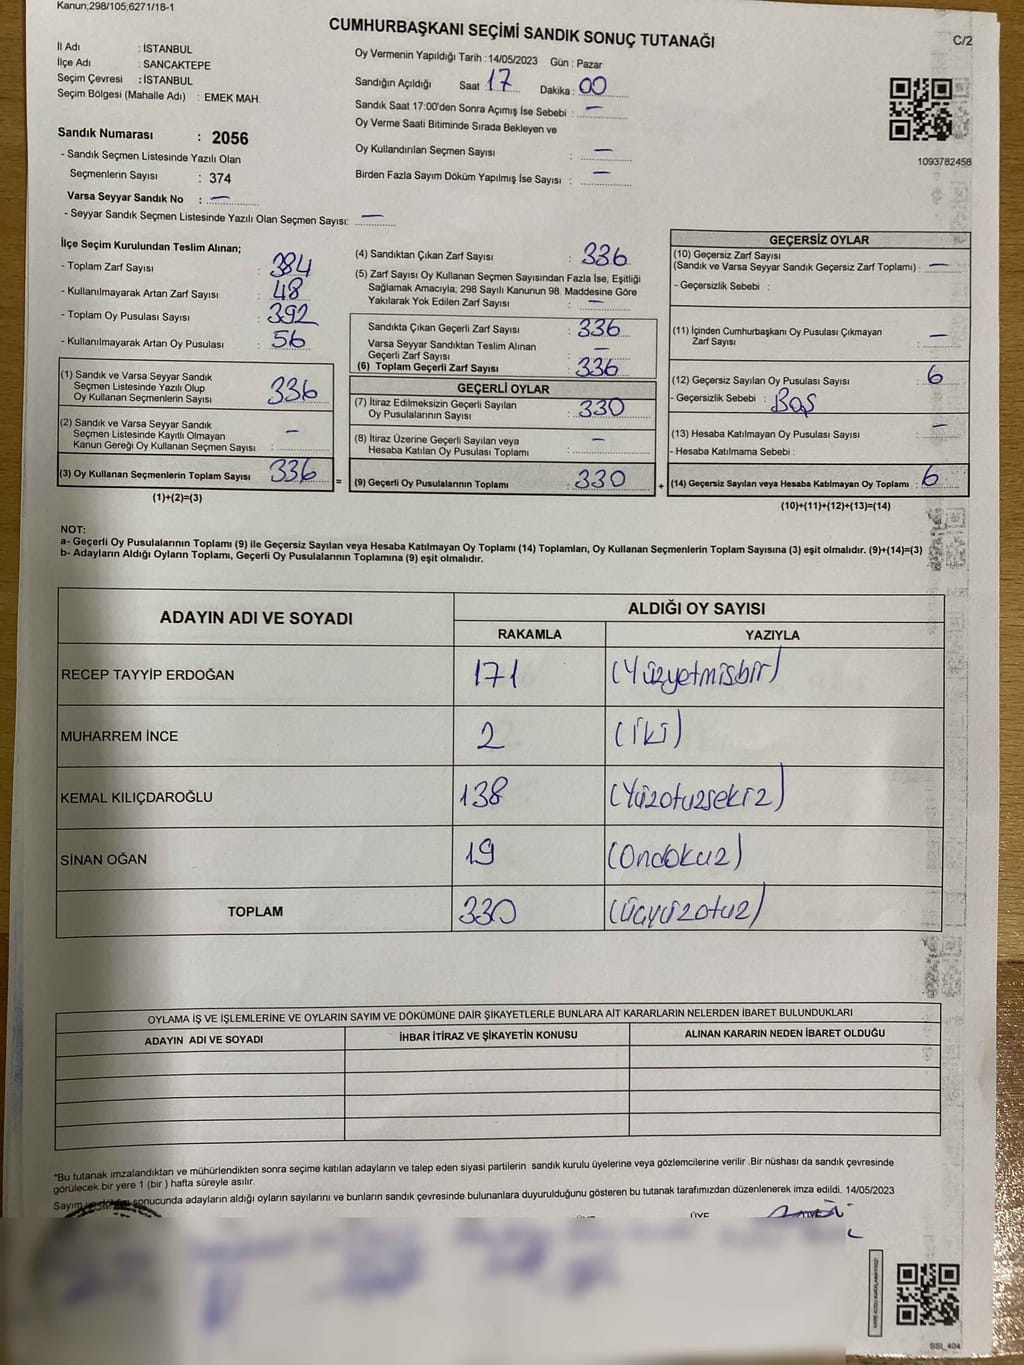 Kanun;298/105;6271/18-1
CUMHURBAŞKANI SEÇİMİ SANDIK SONUÇ TUTANAĞI
C/2
İl Adı : İSTANBUL
İlçe Adı : SANCAKTEPE
Seçim Çevresi : İSTANBUL
Seçim Bölgesi (Mahalle Adı) : EMEK MAH.
Sandık Numarası : 2056
- Sandık Seçmen Listesinde Yazılı Olan
Seçmenlerin Sayısı : 374
Varsa Seyyar Sandık No : —
- Seyyar Sandık Seçmen Listesinde Yazılı Olan Seçmen Sayısı: —
Oy Vermenin Yapıldığı Tarih :14/05/2023 Gün : Pazar
Sandığın Açıldığı Saat : 17 Dakika : 00
Sandık Saat 17:00'den Sonra Açımış İse Sebebi : —
Oy Verme Saati Bitiminde Sırada Bekleyen ve
Oy Kullandırılan Seçmen Sayısı : —
Birden Fazla Sayım Döküm Yapılmış İse Sayısı : —
1093782458
İlçe Seçim Kurulundan Teslim Alınan;
- Toplam Zarf Sayısı : 384
- Kullanılmayarak Artan Zarf Sayısı : 48
- Toplam Oy Pusulası Sayısı : 392
- Kullanılmayarak Artan Oy Pusulası : 56
(1) Sandık ve Varsa Seyyar Sandık
Seçmen Listesinde Yazılı Olup
Oy Kullanan Seçmenlerin Sayısı : 336
(2) Sandık ve Varsa Seyyar Sandık
Seçmen Listesinde Kayıtlı Olmayan
Kanun Gereği Oy Kullanan Seçmen Sayısı : —
(3) Oy Kullanan Seçmenlerin Toplam Sayısı : 336
(1)+(2)=(3)
=
(4) Sandıktan Çıkan Zarf Sayısı : 336
(5) Zarf Sayısı Oy Kullanan Seçmen Sayısından Fazla İse, Eşitliği
Sağlamak Amacıyla; 298 Sayılı Kanunun 98. Maddesine Göre
Yakılarak Yok Edilen Zarf Sayısı : —
Sandıkta Çıkan Geçerli Zarf Sayısı : 336
Varsa Seyyar Sandıktan Teslim Alınan
Geçerli Zarf Sayısı : —
(6) Toplam Geçerli Zarf Sayısı : 336
GEÇERLİ OYLAR
(7) İtiraz Edilmeksizin Geçerli Sayılan
Oy Pusulalarının Sayısı : 330
(8) İtiraz Üzerine Geçerli Sayılan veya
Hesaba Katılan Oy Pusulası Toplamı : —
(9) Geçerli Oy Pusulalarının Toplamı : 330
+
GEÇERSİZ OYLAR
(10) Geçersiz Zarf Sayısı
(Sandık ve Varsa Seyyar Sandık Geçersiz Zarf Toplamı) : —
- Geçersizlik Sebebi :
(11) İçinden Cumhurbaşkanı Oy Pusulası Çıkmayan
Zarf Sayısı : —
(12) Geçersiz Sayılan Oy Pusulası Sayısı : 6
- Geçersizlik Sebebi : Boş
(13) Hesaba Katılmayan Oy Pusulası Sayısı : —
- Hesaba Katılmama Sebebi :
(14) Geçersiz Sayılan veya Hesaba Katılmayan Oy Toplamı : 6
(10)+(11)+(12)+(13)=(14)
NOT:
a- Geçerli Oy Pusulalarının Toplamı (9) ile Geçersiz Sayılan veya Hesaba Katılmayan Oy Toplamı (14) Toplamları, Oy Kullanan Seçmenlerin Toplam Sayısına (3) eşit olmalıdır. (9)+(14)=(3)
b- Adayların Aldığı Oyların Toplamı, Geçerli Oy Pusulalarının Toplamına (9) eşit olmalıdır.
ADAYIN ADI VE SOYADI
ALDIĞI OY SAYISI
RAKAMLA YAZIYLA
RECEP TAYYİP ERDOĞAN 171 (Yüzyetmişbir)
MUHARREM İNCE 2 (iki)
KEMAL KILIÇDAROĞLU 138 (Yüzotuzsekiz)
SİNAN OĞAN 19 (Ondokuz)
TOPLAM 330 (üçyüzotuz)
OYLAMA İŞ VE İŞLEMLERİNE VE OYLARIN SAYIM VE DÖKÜMÜNE DAİR ŞİKAYETLERLE BUNLARA AİT KARARLARIN NELERDEN İBARET BULUNDUKLARI
ADAYIN ADI VE SOYADI İHBAR İTİRAZ VE ŞİKAYETİN KONUSU ALINAN KARARIN NEDEN İBARET OLDUĞU
*Bu tutanak imzalandıktan ve mühürlendikten sonra seçime katılan adayların ve talep eden siyasi partilerin sandık kurulu üyelerine veya gözlemcilerine verilir .Bir nüshası da sandık çevresinde
görülecek bir yere 1 (bir ) hafta süreyle asılır.
Sayım ve döküm sonucunda adayların aldığı oyların sayılarını ve bunların sandık çevresinde bulunanlara duyurulduğunu gösteren bu tutanak tarafımızdan düzenlenerek imza edildi. 14/05/2023
ÜYE
SSI_404